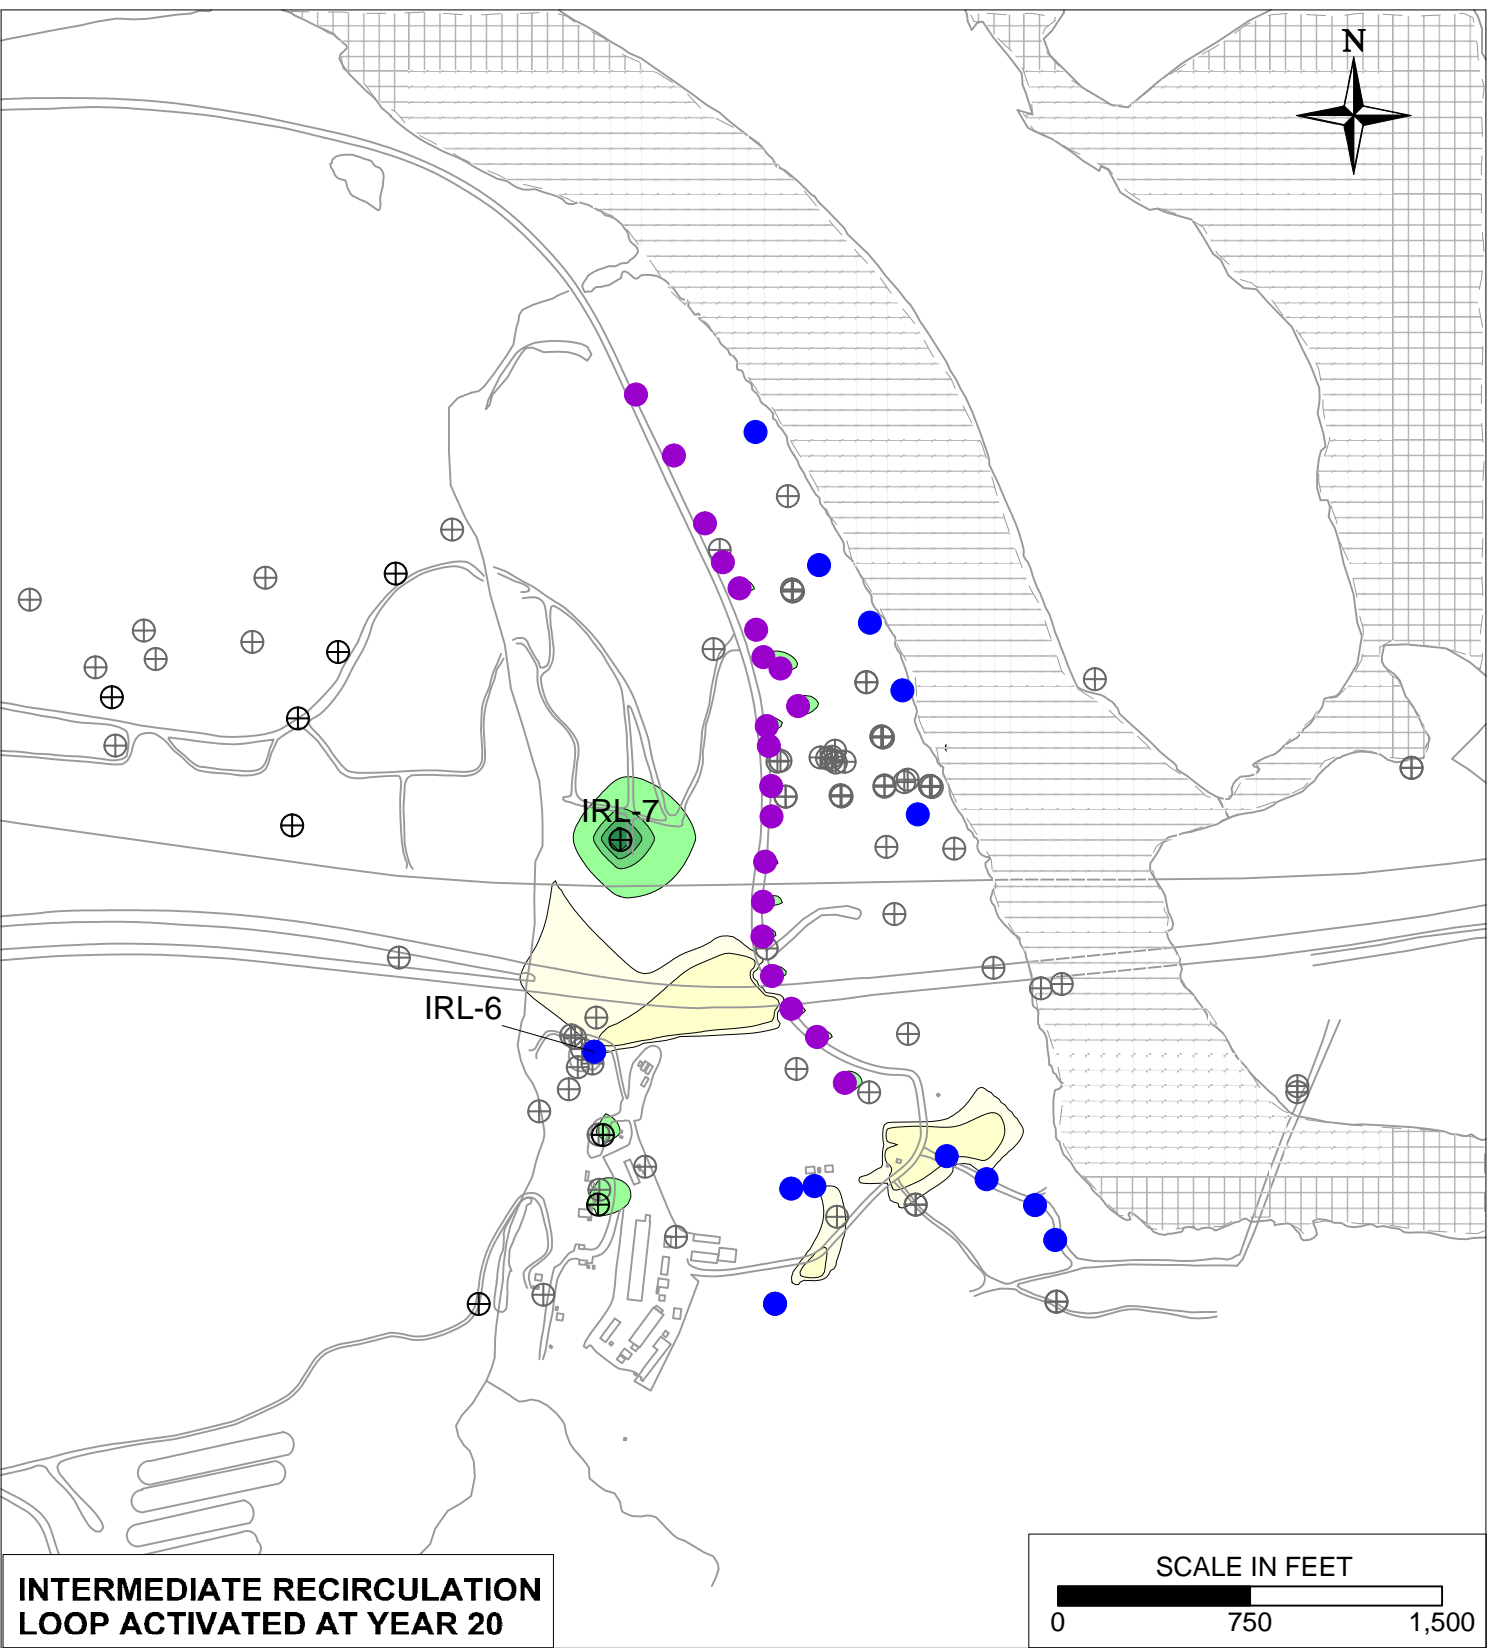 N
IRL-7
IRL-6
INTERMEDIATE RECIRCULATION
LOOP ACTIVATED AT YEAR 20
SCALE IN FEET
0 750 1,500